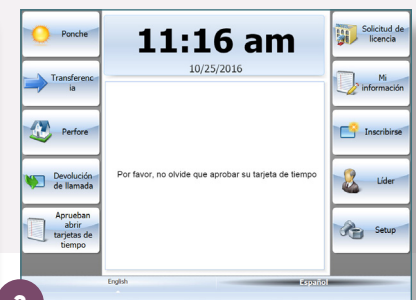 Ponche
Transferenc
ia
Perfore
Devolución
de llamada
Aprueban
abrir
tarjetas de
tiempo
11:16 am
10/25/2016
Por favor, no olvide que aprobar su tarjeta de tiempo
Solicitud de
licencia
Mi
información
Inscribirse
Líder
Setup
English
Español